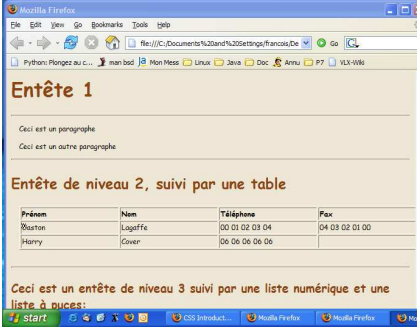 Mozilla Firefox
File Edit View Go Bookmarks Tools Help
file:///C:/Documents%20and%20Settings/francois/De Go
Python: Plongez au c... man bsd Mon Mess Linux Java Doc Annu P7 VLX-Wiki
Entête 1
Ceci est un paragraphe
Ceci est un autre paragraphe
Entête de niveau 2, suivi par une table
Prénom Nom Téléphone Fax
Gaston Lagaffe 00 01 02 03 04 04 03 02 01 00
Harry Cover 06 06 06 06 06
Ceci est un entête de niveau 3 suivi par une liste numérique et une
liste à puces:
start CSS Introduct... Mozilla Firefox Mozilla Firefox Mo